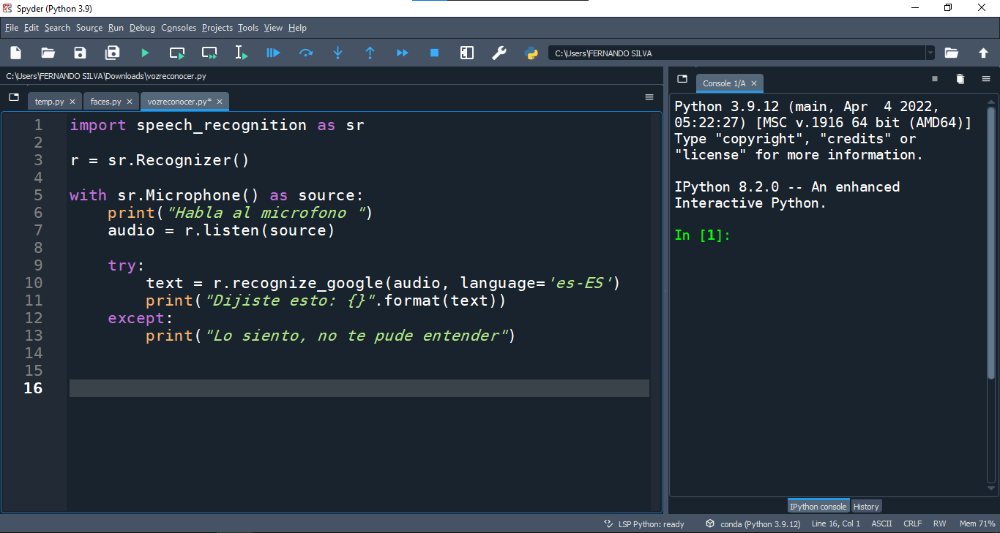 Spyder (Python 3.9)
File Edit Search Source Run Debug Consoles Projects Tools View Help
C:\Users\FERNANDO SILVA
C:\Users\FERNANDO SILVA\Downloads\vozreconocer.py
temp.py faces.py vozreconocer.py*
1 import speech_recognition as sr
2
3 r = sr.Recognizer()
4
5 with sr.Microphone() as source:
6     print("Habla al microfono ")
7     audio = r.listen(source)
8
9     try:
10         text = r.recognize_google(audio, language='es-ES')
11         print("Dijiste esto: {}".format(text))
12     except:
13         print("Lo siento, no te pude entender")
14
15
16
Console 1/A
Python 3.9.12 (main, Apr  4 2022,
05:22:27) [MSC v.1916 64 bit (AMD64)]
Type "copyright", "credits" or
"license" for more information.
IPython 8.2.0 -- An enhanced
Interactive Python.
In [1]:
IPython console History
LSP Python: ready conda (Python 3.9.12) Line 16, Col 1 ASCII CRLF RW Mem 71%